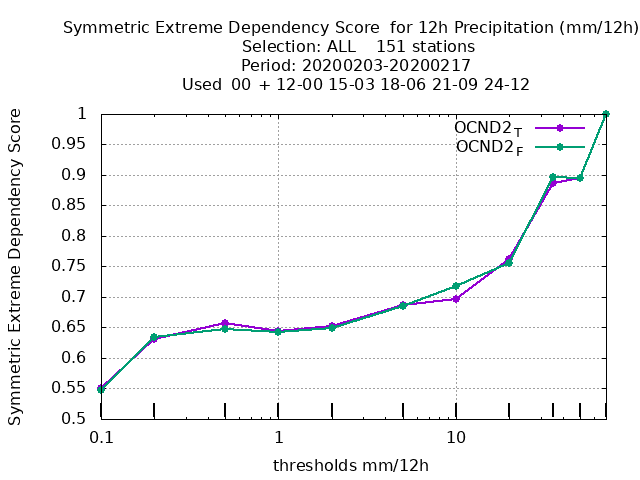 Symmetric Extreme Dependency Score  for 12h Precipitation (mm/12h)
Selection: ALL    151 stations
Period: 20200203-20200217
Used  00 + 12-00 15-03 18-06 21-09 24-12
Symmetric Extreme Dependency Score
1
0.95
0.9
0.85
0.8
0.75
0.7
0.65
0.6
0.55
0.5
OCND2T
OCND2F
0.1 1 10
thresholds mm/12h